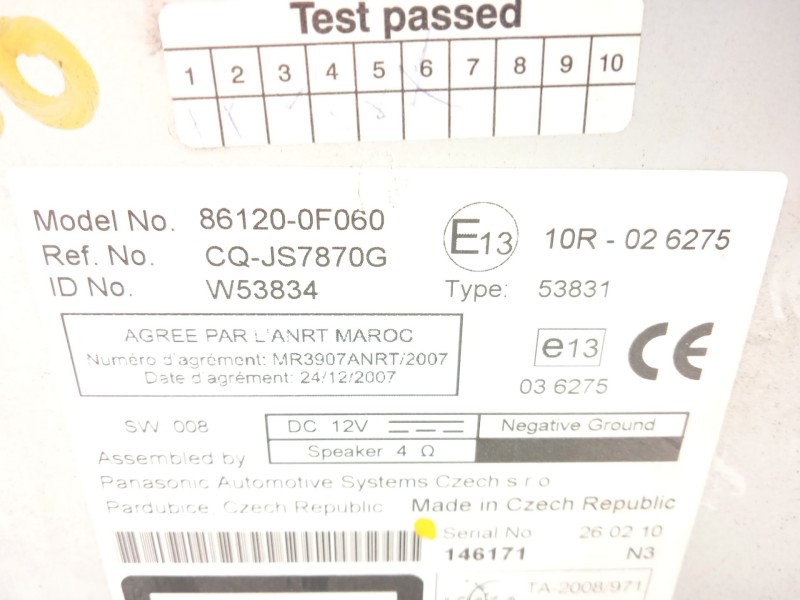 Test passed
1 2 3 4 5 6 7 8 9 10
Model No. 86120-0F060
Ref. No. CQ-JS7870G
ID No. W53834
E13 10R - 02 6275
Type: 53831
AGREE PAR L'ANRT MAROC
Numéro d'agrément: MR3907ANRT/2007
Date d'agrément: 24/12/2007
e13 CE
03 6275
SW 008 DC 12V Negative Ground
Speaker 4 Ω
Assembled by
Panasonic Automotive Systems Czech s r o
Pardubice, Czech Republic Made in Czech Republic
Serial No 26 02 10
146171 N3
TA-2008/971